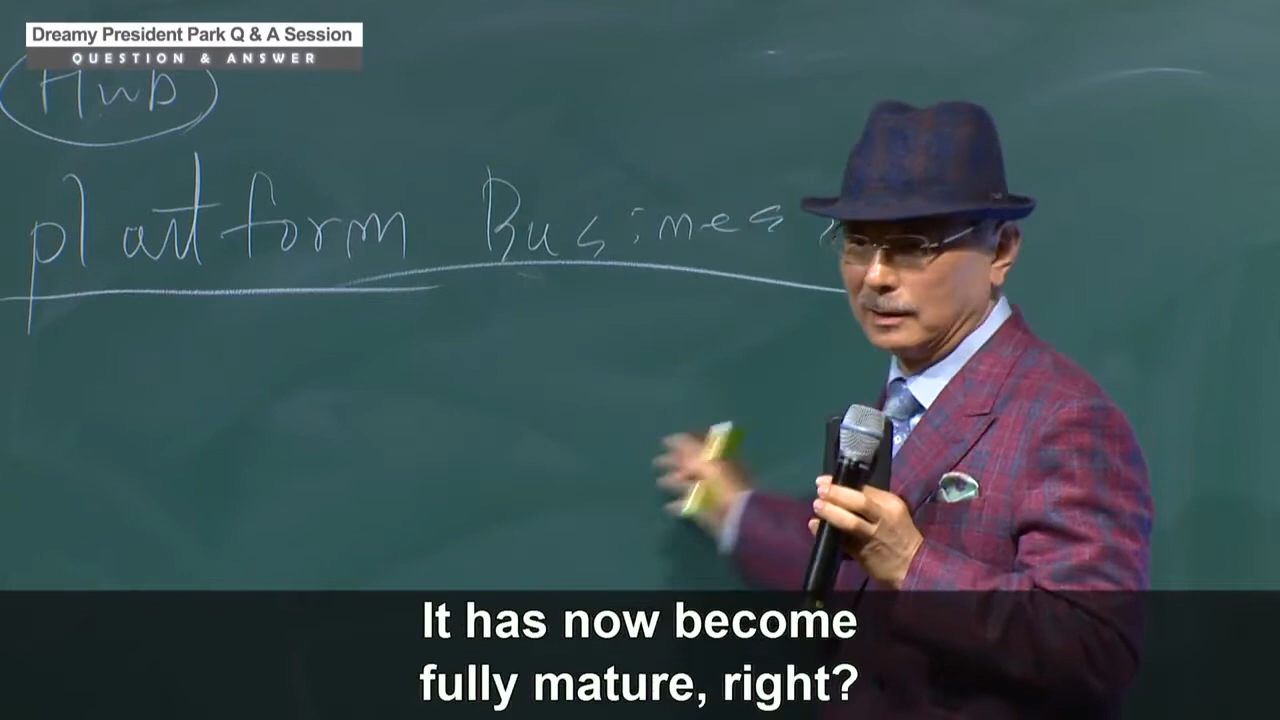 Dreamy President Park Q & A Session
QUESTION & ANSWER
Hub
platform Business
It has now become
fully mature, right?